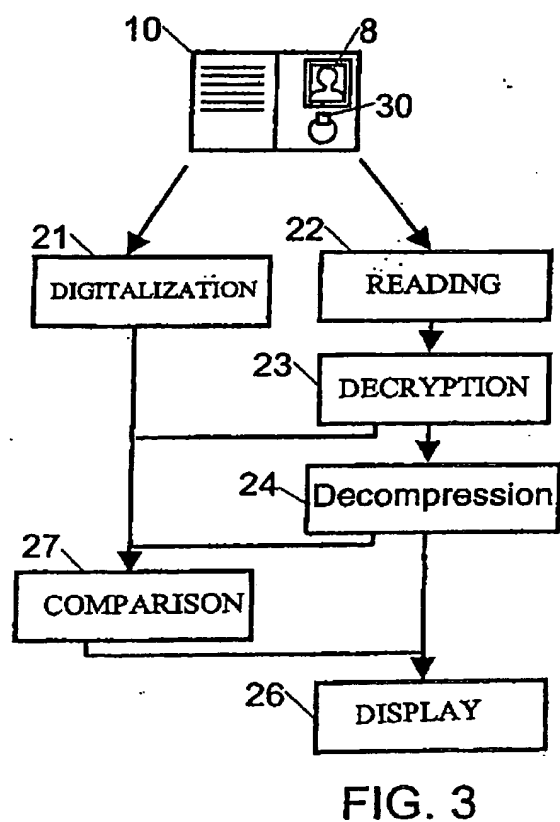 10
8
30
21
22
DIGITALIZATION
READING
23
DECRYPTION
24
Decompression
27
COMPARISON
26
DISPLAY
FIG. 3